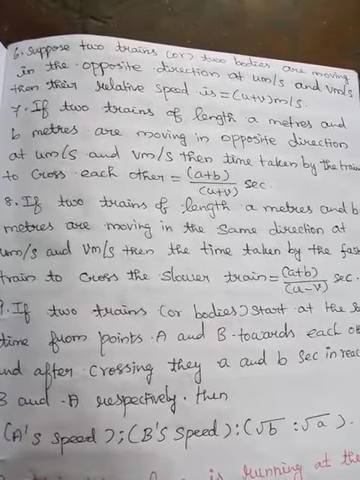 6. Suppose two trains (or) two bodies are moving
in the opposite direction at um/s and vm/s
then their relative speed is = (u+v) m/s.
7. If two trains of length a metres and
b metres are moving in opposite direction
at um/s and vm/s then time taken by the train
to cross each other = (a+b)/(u+v) sec.
8. If two trains of length a metres and b
metres are moving in the same direction at
um/s and vm/s then the time taken by the fas
train to cross the slower train = (a+b)/(u-v) sec.
9. If two trains (or bodies) start at the
time from points A and B towards each
and after crossing they a and b sec in reac
B and A respectively. then
(A's speed) : (B's speed) : (√b : √a).
is running at the